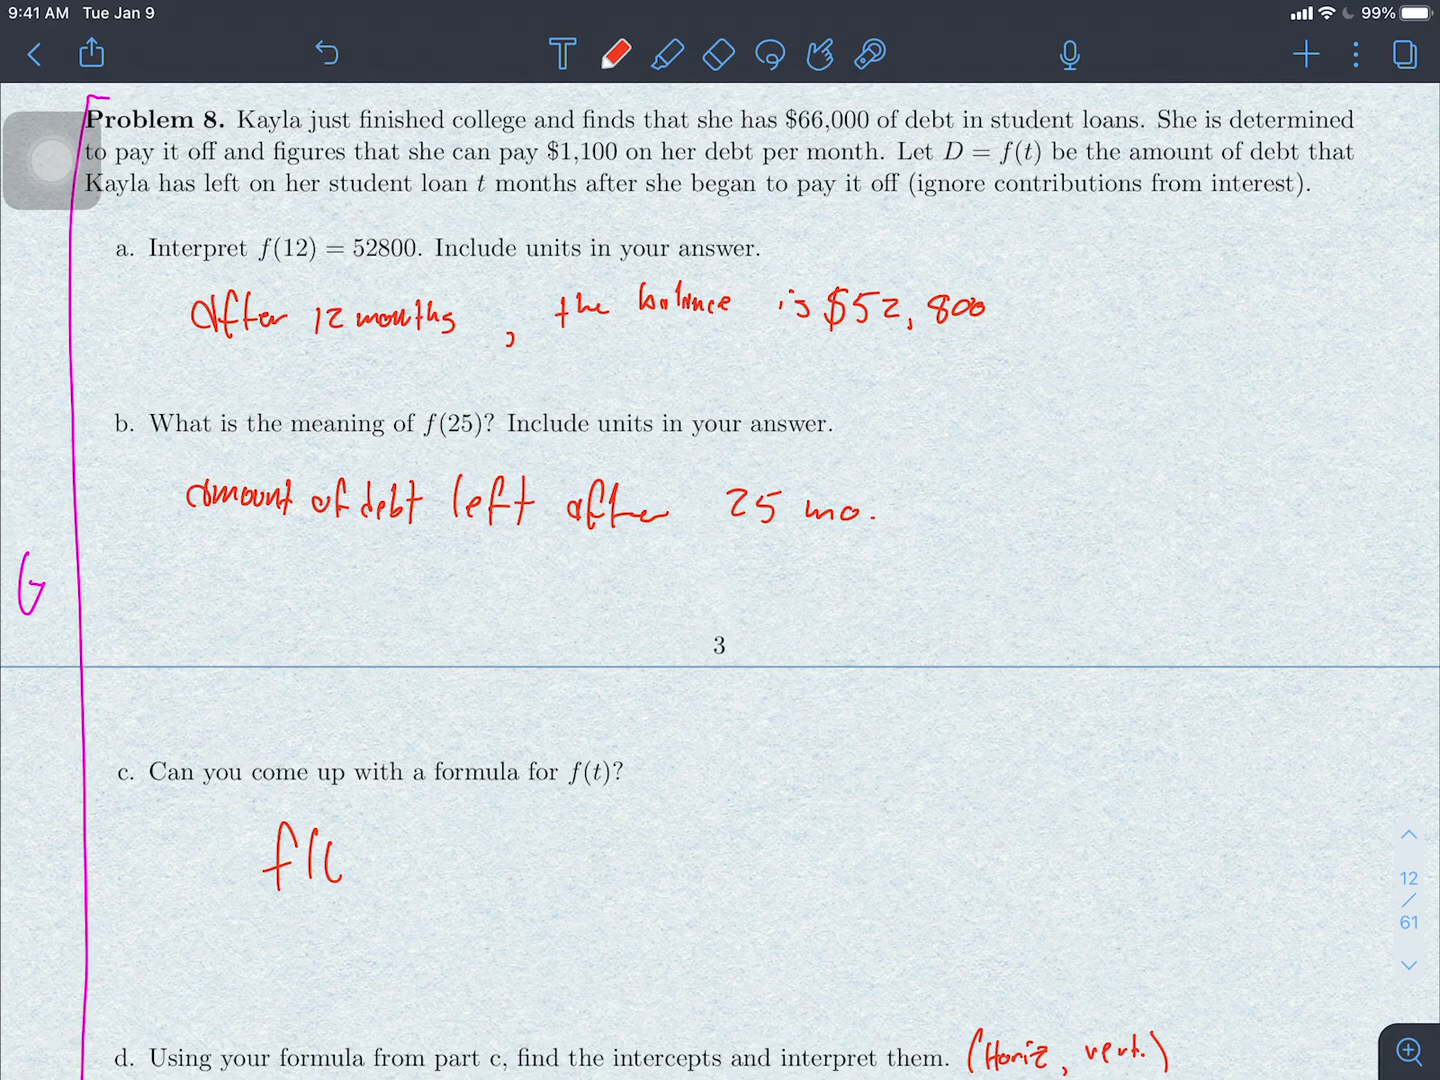 9:41 AM Tue Jan 9
99%
Problem 8. Kayla just finished college and finds that she has $66,000 of debt in student loans. She is determined
to pay it off and figures that she can pay $1,100 on her debt per month. Let D = f(t) be the amount of debt that
Kayla has left on her student loan t months after she began to pay it off (ignore contributions from interest).
a. Interpret f(12) = 52800. Include units in your answer.
After 12 months, the balance is $52,800
b. What is the meaning of f(25)? Include units in your answer.
amount of debt left after 25 mo.
G
3
c. Can you come up with a formula for f(t)?
f(
12
/
61
d. Using your formula from part c, find the intercepts and interpret them. (Horiz, vert.)